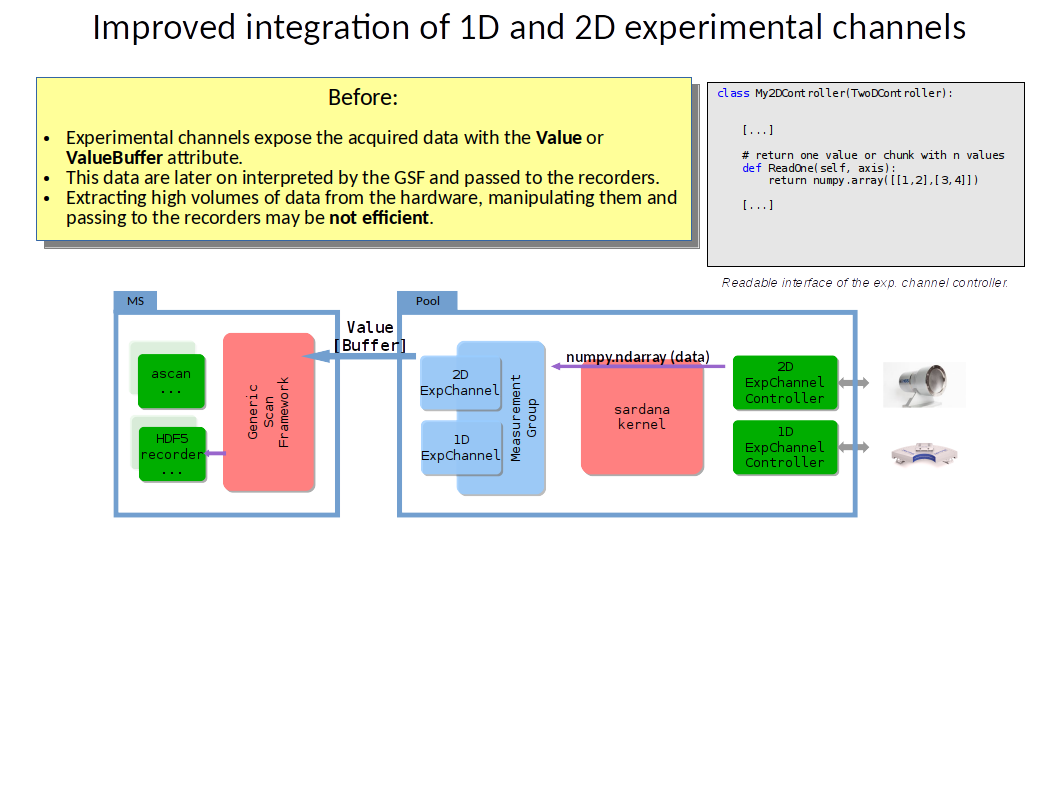 Improved integration of 1D and 2D experimental channels
Before:
• Experimental channels expose the acquired data with the Value or
ValueBuffer attribute.
• This data are later on interpreted by the GSF and passed to the recorders.
• Extracting high volumes of data from the hardware, manipulating them and
passing to the recorders may be not efficient.
class My2DController(TwoDController):
[...]
# return one value or chunk with n values
def ReadOne(self, axis):
return numpy.array([[1,2],[3,4]])
[...]
Readable interface of the exp. channel controller.
MS
ascan
...
HDF5
recorder
...
Generic
Scan
Framework
Value
[Buffer]
Pool
2D
ExpChannel
1D
ExpChannel
Measurement
Group
numpy.ndarray (data)
sardana
kernel
2D
ExpChannel
Controller
1D
ExpChannel
Controller